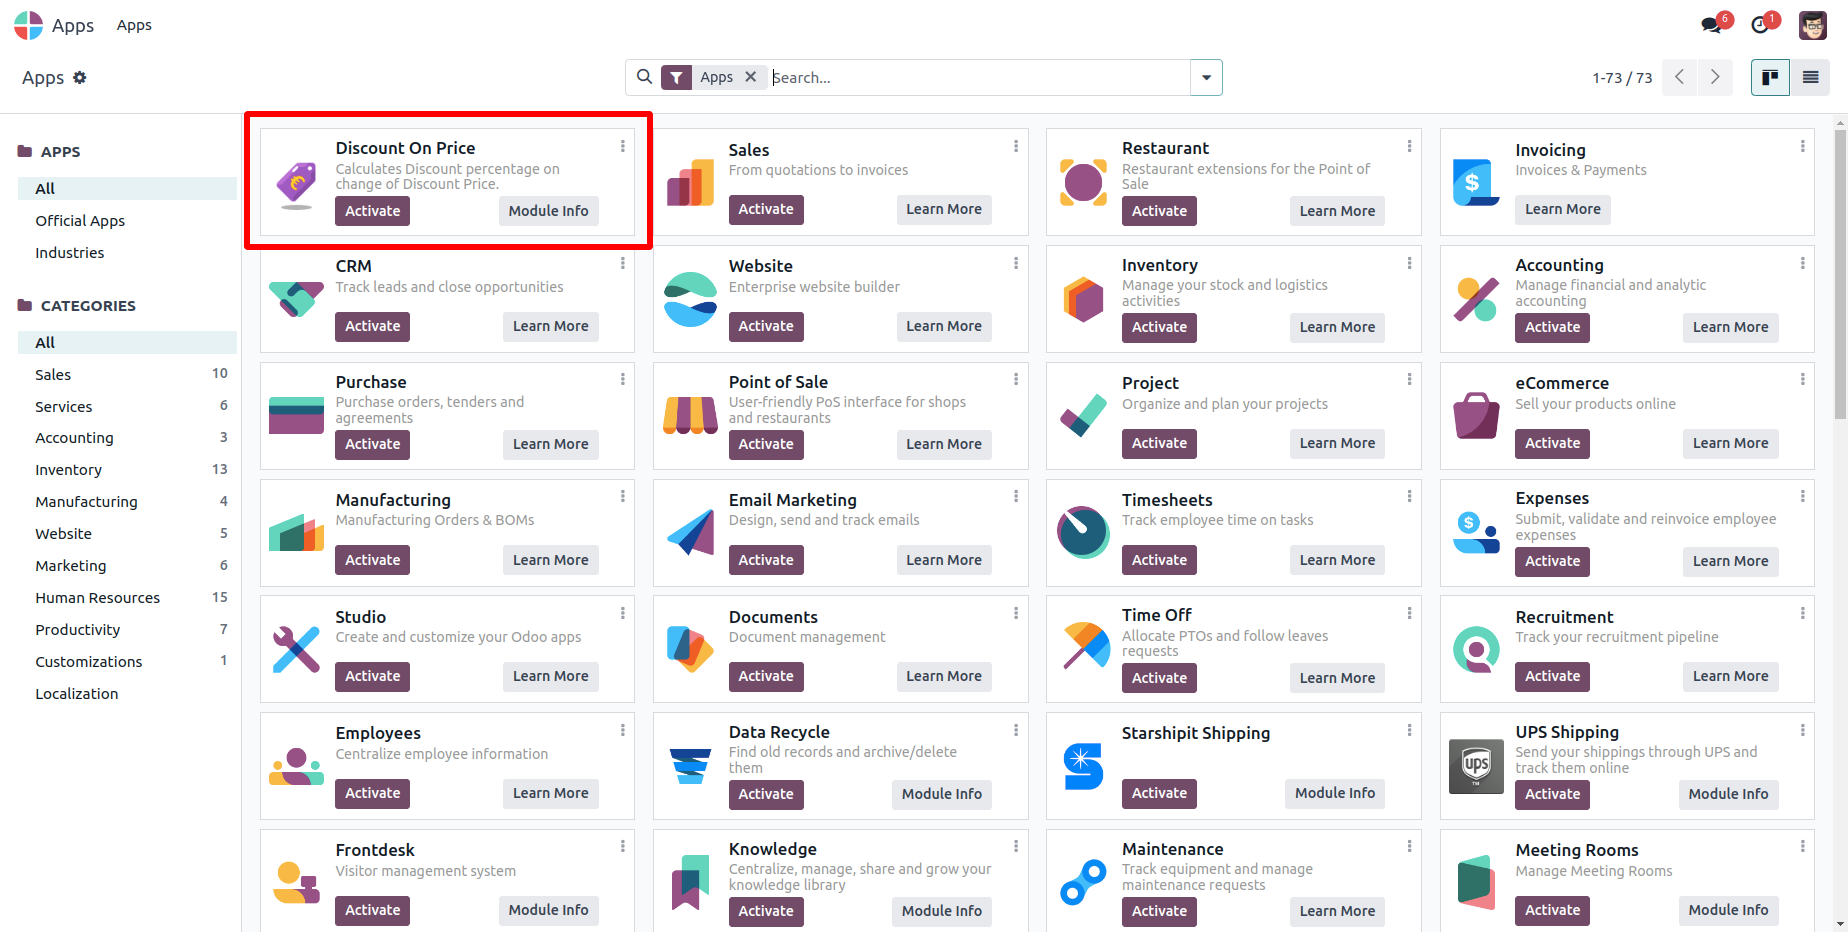 Apps Apps 6 1
Apps Apps Search... 1-73 / 73
APPS
All
Official Apps
Industries
CATEGORIES
All
Sales 10
Services 6
Accounting 3
Inventory 13
Manufacturing 4
Website 5
Marketing 6
Human Resources 15
Productivity 7
Customizations 1
Localization
Discount On Price
Calculates Discount percentage on
change of Discount Price.
Activate Module Info
Sales
From quotations to invoices
Activate Learn More
Restaurant
Restaurant extensions for the Point of
Sale
Activate Learn More
Invoicing
Invoices & Payments
Learn More
CRM
Track leads and close opportunities
Activate Learn More
Website
Enterprise website builder
Activate Learn More
Inventory
Manage your stock and logistics
activities
Activate Learn More
Accounting
Manage financial and analytic
accounting
Activate Learn More
Purchase
Purchase orders, tenders and
agreements
Activate Learn More
Point of Sale
User-friendly PoS interface for shops
and restaurants
Activate Learn More
Project
Organize and plan your projects
Activate Learn More
eCommerce
Sell your products online
Activate Learn More
Manufacturing
Manufacturing Orders & BOMs
Activate Learn More
Email Marketing
Design, send and track emails
Activate Learn More
Timesheets
Track employee time on tasks
Activate Learn More
Expenses
Submit, validate and reinvoice employee
expenses
Activate Learn More
Studio
Create and customize your Odoo apps
Activate Learn More
Documents
Document management
Activate Learn More
Time Off
Allocate PTOs and follow leaves
requests
Activate Learn More
Recruitment
Track your recruitment pipeline
Activate Learn More
Employees
Centralize employee information
Activate Learn More
Data Recycle
Find old records and archive/delete
them
Activate Module Info
Starshipit Shipping
Activate Module Info
ups
UPS Shipping
Send your shippings through UPS and
track them online
Activate Module Info
Frontdesk
Visitor management system
Activate Module Info
Knowledge
Centralize, manage, share and grow your
knowledge library
Activate Module Info
Maintenance
Track equipment and manage
maintenance requests
Activate Learn More
Meeting Rooms
Manage Meeting Rooms
Activate Module Info